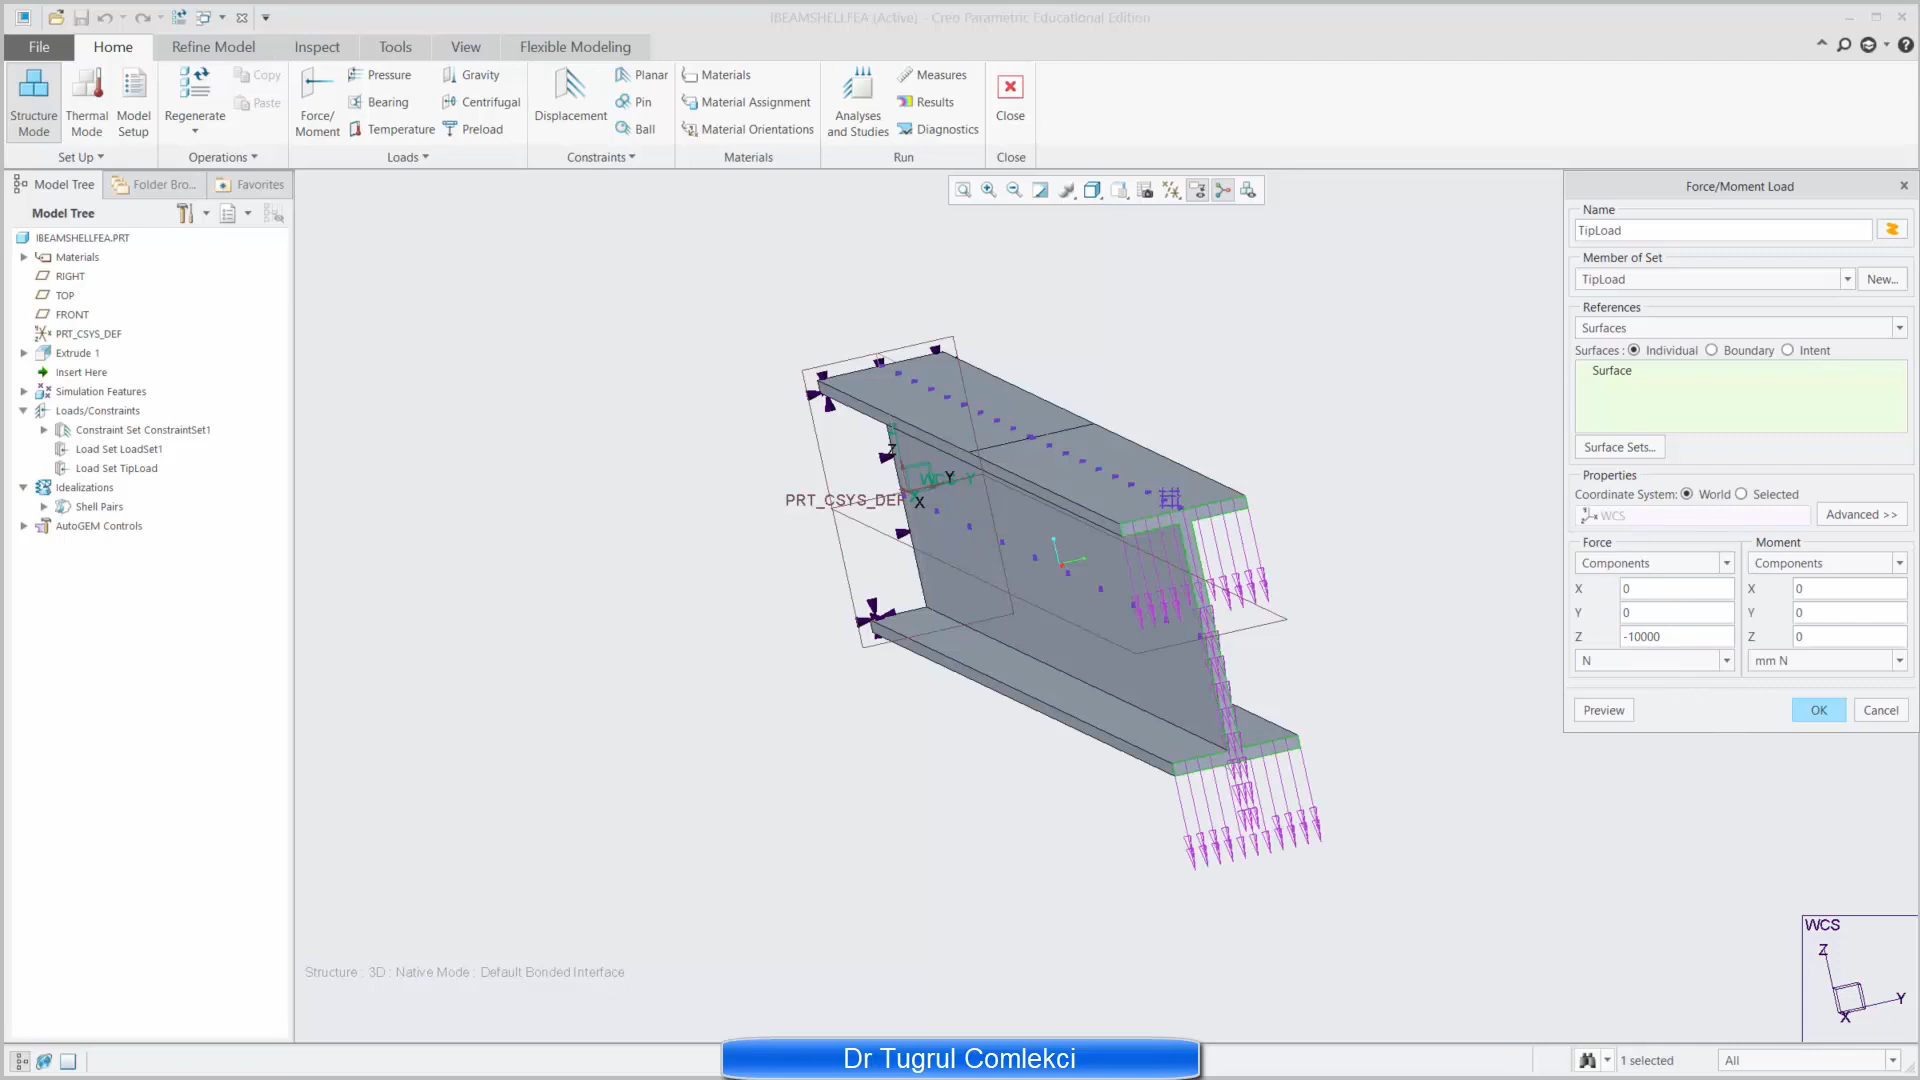 IBEAMSHELLFEA (Active) - Creo Parametric Educational Edition
File Home Refine Model Inspect Tools View Flexible Modeling
Structure Mode
Thermal Mode
Model Setup
Set Up
Regenerate
Copy
Paste
Operations
Force/ Moment
Pressure
Bearing
Temperature
Gravity
Centrifugal
Preload
Loads
Displacement
Planar
Pin
Ball
Constraints
Materials
Material Assignment
Material Orientations
Materials
Analyses and Studies
Measures
Results
Diagnostics
Run
Close
Close
Model Tree Folder Bro... Favorites
Model Tree
IBEAMSHELLFEA.PRT
Materials
RIGHT
TOP
FRONT
PRT_CSYS_DEF
Extrude 1
Insert Here
Simulation Features
Loads/Constraints
Constraint Set ConstraintSet1
Load Set LoadSet1
Load Set TipLoad
Idealizations
Shell Pairs
AutoGEM Controls
Z
WCS Y
Y
PRT_CSYS_DEF
X
Structure : 3D : Native Mode : Default Bonded Interface
Force/Moment Load
Name
TipLoad
Member of Set
TipLoad New...
References
Surfaces
Surfaces : Individual Boundary Intent
Surface
Surface Sets...
Properties
Coordinate System: World Selected
WCS Advanced >>
Force Moment
Components Components
X 0 X 0
Y 0 Y 0
Z -10000 Z 0
N mm N
Preview OK Cancel
WCS
Z
Y
X
Dr Tugrul Comlekci
1 selected All